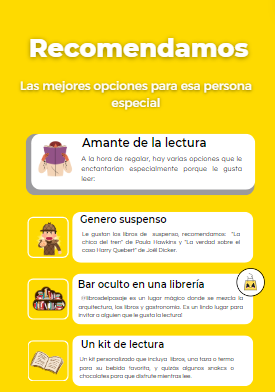 Recomendamos
Las mejores opciones para esa persona
especial
Amante de la lectura
A la hora de regalar, hay varias opciones que le
encantarían especialmente porque le gusta
leer:
Genero suspenso
Le gustan los libros de suspenso, recomendamos: "La
chica del tren" de Paula Hawkins y "La verdad sobre el
caso Harry Quebert" de Joël Dicker.
Bar oculto en una librería
librosdelpasaje es un lugar mágico donde se mezcla la
arquitectura, los libros y gastronomía. Es un lindo lugar para
invitar a alguien que le gusta la lectura!
Un kit de lectura
Un kit personalizado que incluya libros, una taza o termo
para su bebida favorita, y quizás algunos snacks o
chocolates para que disfrute mientras lee.